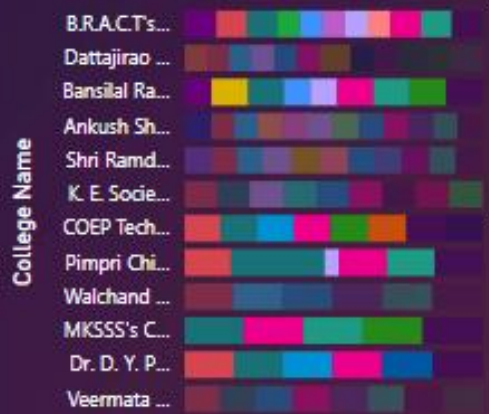 College Name
B.R.A.C.T's...
Dattajirao ...
Bansilal Ra...
Ankush Sh...
Shri Ramd...
K. E. Socie...
COEP Tech...
Pimpri Chi...
Walchand ...
MKSSS's C...
Dr. D. Y. P...
Veermata ...